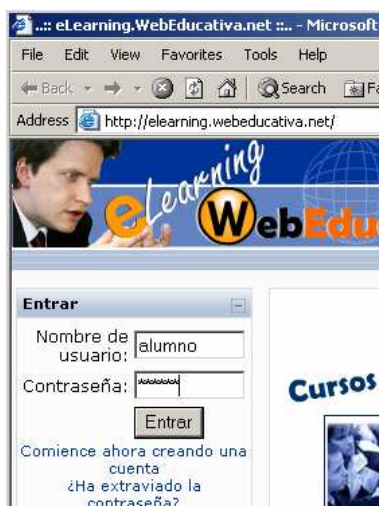 ..:: eLearning.WebEducativa.net ::.. - Microsoft
File Edit View Favorites Tools Help
Back Search
Address http://elearning.webeducativa.net/
eLearning
WebEdu
Entrar
Nombre de
usuario: alumno
Contraseña: *******
Entrar
Cursos
Comience ahora creando una
cuenta
¿Ha extraviado la
contraseña?